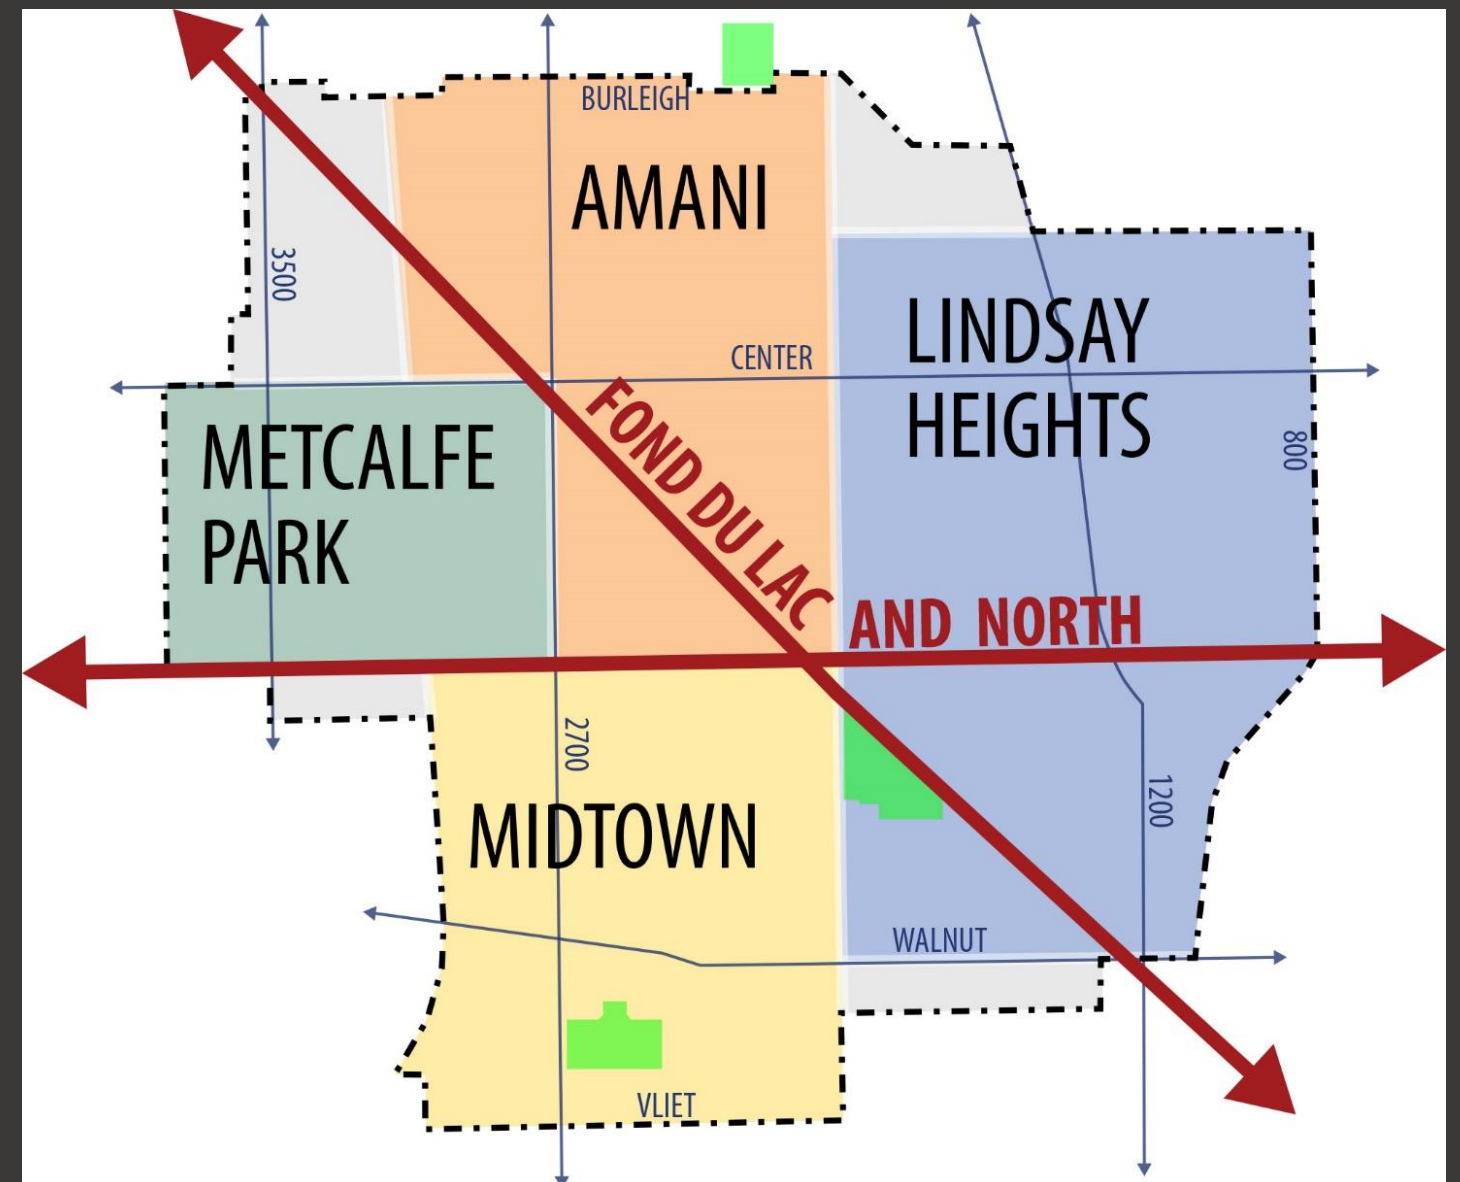 BURLEIGH
AMANI
3500
LINDSAY
HEIGHTS
CENTER
METCALFE
PARK
800
FOND DU LAC
AND NORTH
2700
MIDTOWN
1200
WALNUT
VLIET